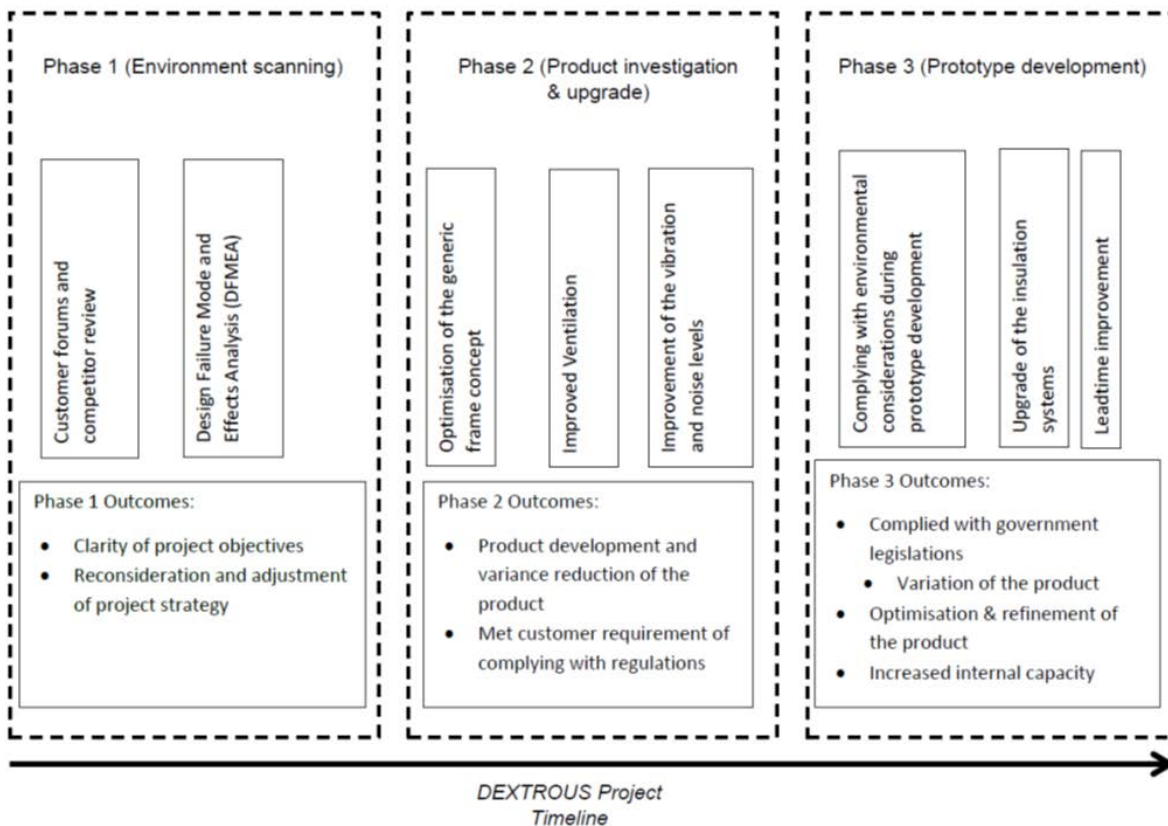 Phase 1 (Environment scanning)
Customer forums and
competitor review
Design Failure Mode and
Effects Analysis (DFMEA)
Phase 1 Outcomes:
• Clarity of project objectives
• Reconsideration and adjustment
of project strategy
Phase 2 (Product investigation
& upgrade)
Optimisation of the generic
frame concept
Improved Ventilation
Improvement of the vibration
and noise levels
Phase 2 Outcomes:
• Product development and
variance reduction of the
product
• Met customer requirement of
complying with regulations
Phase 3 (Prototype development)
Complying with environmental
considerations during
prototype development
Upgrade of the insulation
systems
Leadtime improvement
Phase 3 Outcomes:
• Complied with government
legislations
• Variation of the product
• Optimisation & refinement of
the product
• Increased internal capacity
DEXTROUS Project
Timeline